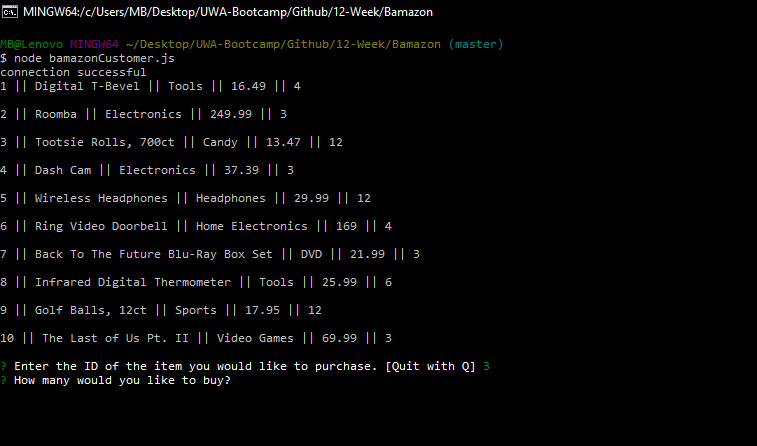 MINGW64:/c/Users/MB/Desktop/UWA-Bootcamp/Github/12-Week/Bamazon
MB@Lenovo MINGW64 ~/Desktop/UWA-Bootcamp/Github/12-Week/Bamazon (master)
$ node bamazonCustomer.js
connection successful
1 || Digital T-Bevel || Tools || 16.49 || 4
2 || Roomba || Electronics || 249.99 || 3
3 || Tootsie Rolls, 700ct || Candy || 13.47 || 12
4 || Dash Cam || Electronics || 37.39 || 3
5 || Wireless Headphones || Headphones || 29.99 || 12
6 || Ring Video Doorbell || Home Electronics || 169 || 4
7 || Back To The Future Blu-Ray Box Set || DVD || 21.99 || 3
8 || Infrared Digital Thermometer || Tools || 25.99 || 6
9 || Golf Balls, 12ct || Sports || 17.95 || 12
10 || The Last of Us Pt. II || Video Games || 69.99 || 3
? Enter the ID of the item you would like to purchase. [Quit with Q] 3
? How many would you like to buy?